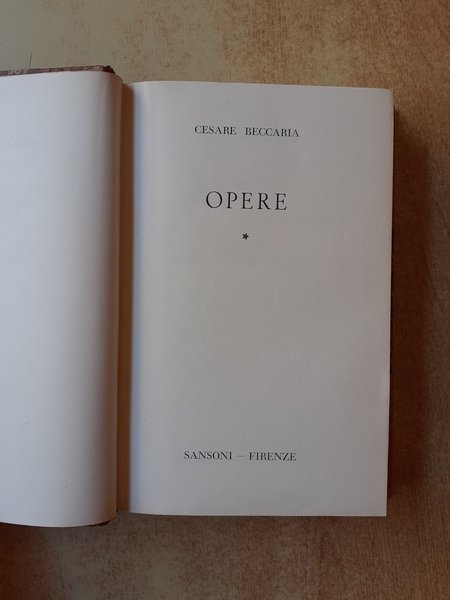 CESARE BECCARIA
OPERE
*
SANSONI – FIRENZE